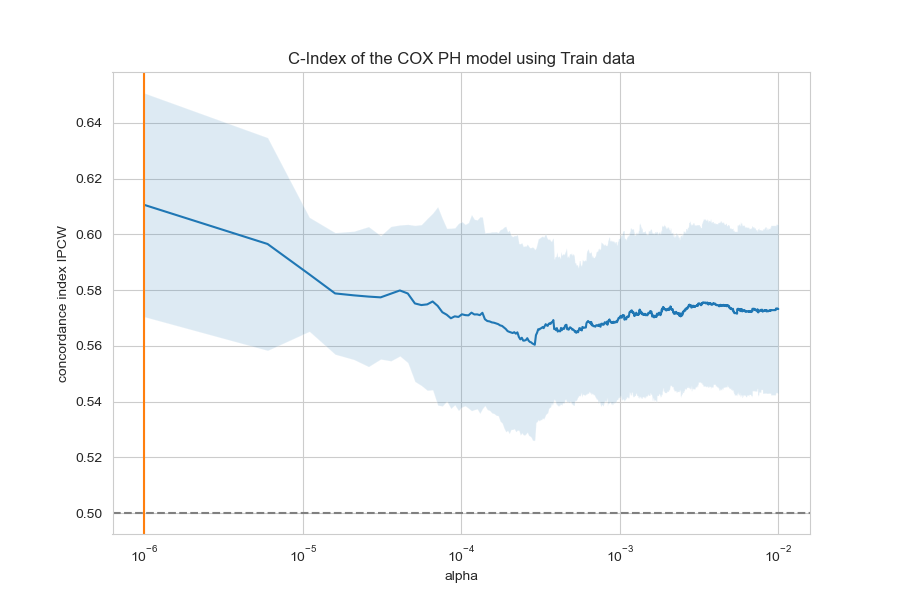 C-Index of the COX PH model using Train data
concordance index IPCW
0.64
0.62
0.60
0.58
0.56
0.54
0.52
0.50
10⁻⁶ 10⁻⁵ 10⁻⁴ 10⁻³ 10⁻²
alpha